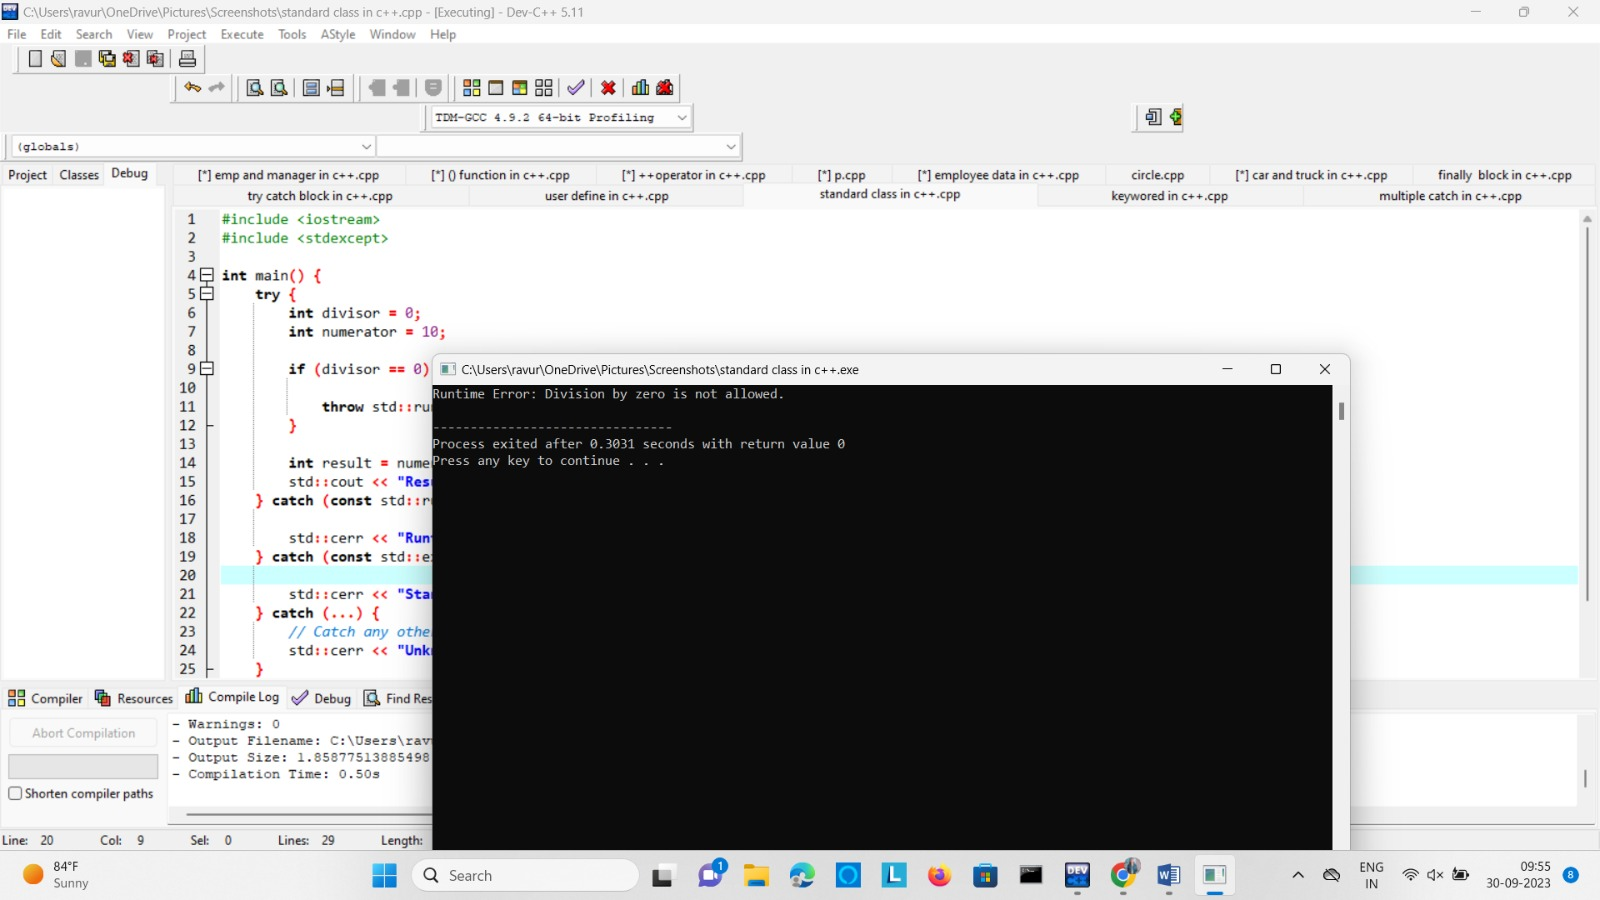 C:\Users\ravur\OneDrive\Pictures\Screenshots\standard class in c++.cpp - [Executing] - Dev-C++ 5.11
File Edit Search View Project Execute Tools AStyle Window Help
TDM-GCC 4.9.2 64-bit Profiling
(globals)
Project Classes Debug
[*] emp and manager in c++.cpp [*] () function in c++.cpp [*] ++operator in c++.cpp [*] p.cpp [*] employee data in c++.cpp circle.cpp [*] car and truck in c++.cpp finally block in c++.cpp
try catch block in c++.cpp user define in c++.cpp standard class in c++.cpp keywored in c++.cpp multiple catch in c++.cpp
1 #include <iostream>
2 #include <stdexcept>
3
4 int main() {
5 try {
6 int divisor = 0;
7 int numerator = 10;
8
9 if (divisor == 0)
10
11 throw std::ru
12 }
13
14 int result = nume
15 std::cout << "Res
16 } catch (const std::r
17
18 std::cerr << "Run
19 } catch (const std::e
20
21 std::cerr << "Sta
22 } catch (...) {
23 // Catch any othe
24 std::cerr << "Unk
25 }
C:\Users\ravur\OneDrive\Pictures\Screenshots\standard class in c++.exe
Runtime Error: Division by zero is not allowed.
--------------------------------
Process exited after 0.3031 seconds with return value 0
Press any key to continue . . .
Compiler Resources Compile Log Debug Find Res
Abort Compilation
Shorten compiler paths
- Warnings: 0
- Output Filename: C:\Users\rav
- Output Size: 1.85877513885498
- Compilation Time: 0.50s
Line: 20 Col: 9 Sel: 0 Lines: 29 Length:
84°F
Sunny
Search
1
L
DEV
W
ENG
IN
09:55
30-09-2023
8